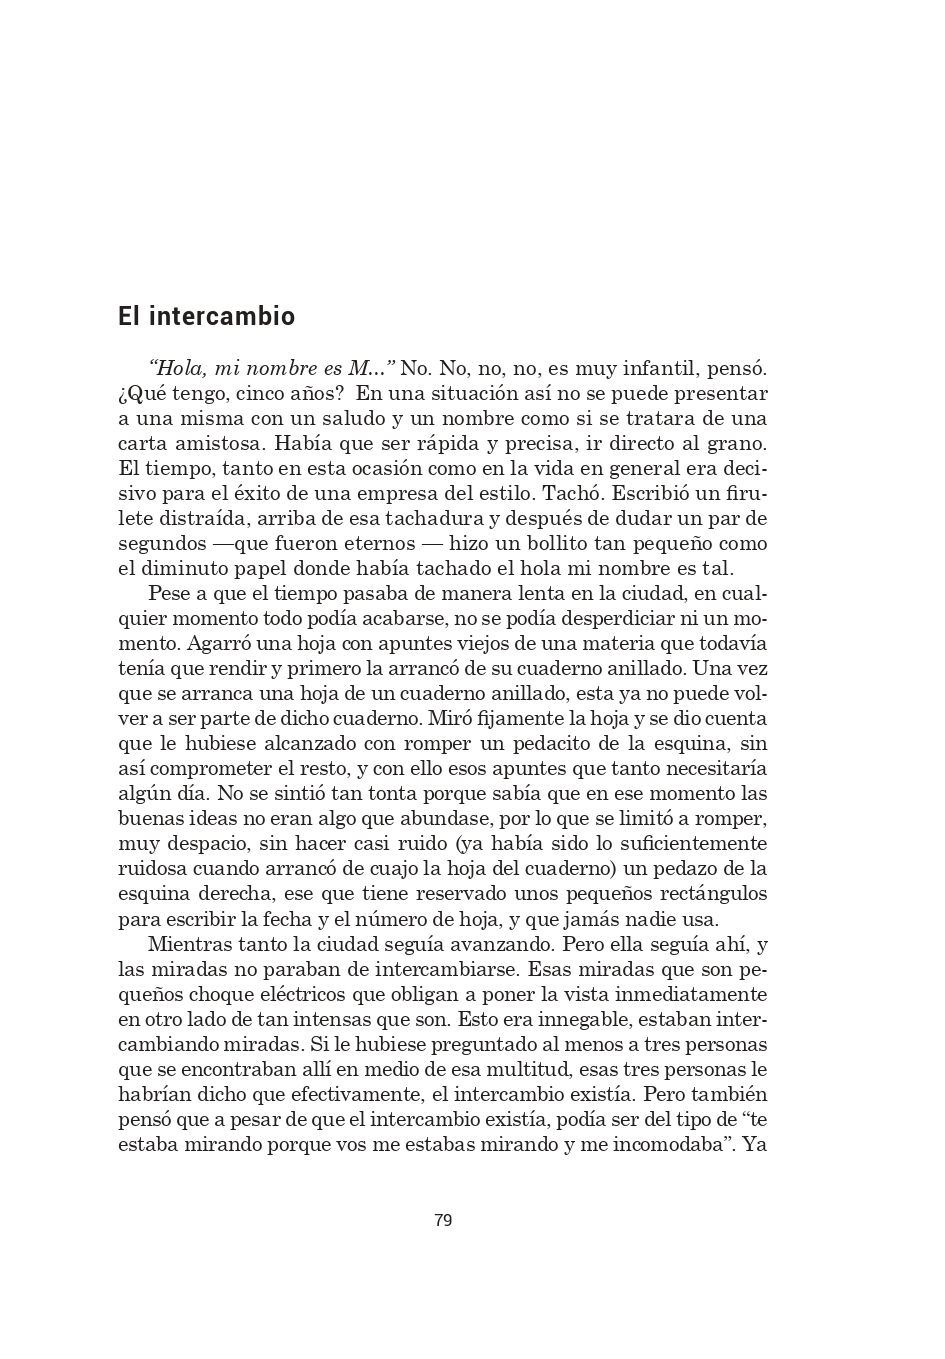 El intercambio
“Hola, mi nombre es M...” No. No, no, no, es muy infantil, pensó.
¿Qué tengo, cinco años?  En una situación así no se puede presentar
a una misma con un saludo y un nombre como si se tratara de una
carta amistosa. Había que ser rápida y precisa, ir directo al grano.
El tiempo, tanto en esta ocasión como en la vida en general era deci-
sivo para el éxito de una empresa del estilo. Tachó. Escribió un firu-
lete distraída, arriba de esa tachadura y después de dudar un par de
segundos —que fueron eternos — hizo un bollito tan pequeño como
el diminuto papel donde había tachado el hola mi nombre es tal.
Pese a que el tiempo pasaba de manera lenta en la ciudad, en cual-
quier momento todo podía acabarse, no se podía desperdiciar ni un mo-
mento. Agarró una hoja con apuntes viejos de una materia que todavía
tenía que rendir y primero la arrancó de su cuaderno anillado. Una vez
que se arranca una hoja de un cuaderno anillado, esta ya no puede vol-
ver a ser parte de dicho cuaderno. Miró fijamente la hoja y se dio cuenta
que le hubiese alcanzado con romper un pedacito de la esquina, sin
así comprometer el resto, y con ello esos apuntes que tanto necesitaría
algún día. No se sintió tan tonta porque sabía que en ese momento las
buenas ideas no eran algo que abundase, por lo que se limitó a romper,
muy despacio, sin hacer casi ruido (ya había sido lo suficientemente
ruidosa cuando arrancó de cuajo la hoja del cuaderno) un pedazo de la
esquina derecha, ese que tiene reservado unos pequeños rectángulos
para escribir la fecha y el número de hoja, y que jamás nadie usa.
Mientras tanto la ciudad seguía avanzando. Pero ella seguía ahí, y
las miradas no paraban de intercambiarse. Esas miradas que son pe-
queños choque eléctricos que obligan a poner la vista inmediatamente
en otro lado de tan intensas que son. Esto era innegable, estaban inter-
cambiando miradas. Si le hubiese preguntado al menos a tres personas
que se encontraban allí en medio de esa multitud, esas tres personas le
habrían dicho que efectivamente, el intercambio existía. Pero también
pensó que a pesar de que el intercambio existía, podía ser del tipo de “te
estaba mirando porque vos me estabas mirando y me incomodaba”. Ya
79